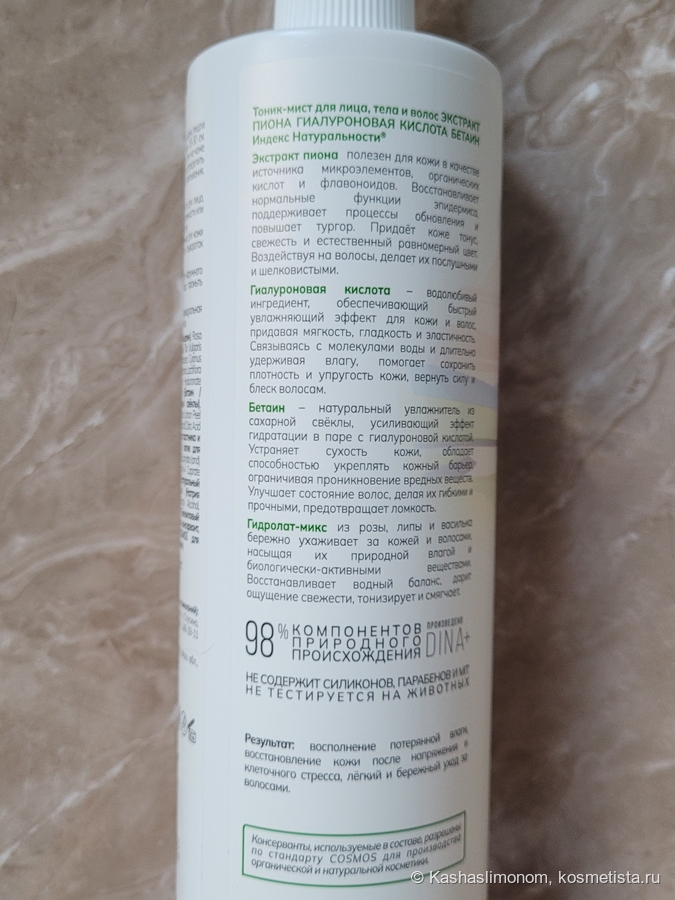 Тоник-мист для лица, тела и волос ЭКСТРАКТ
ПИОНА ГИАЛУРОНОВАЯ КИСЛОТА БЕТАИН
Индекс Натуральности®
Экстракт пиона полезен для кожи в качестве
источника микроэлементов, органических
кислот и флавоноидов. Восстанавливает
нормальные функции эпидермиса,
поддерживает процессы обновления и
повышает тургор. Придаёт коже тонус,
свежесть и естественный равномерный цвет.
Воздействуя на волосы, делает их послушными
и шелковистыми.
Гиалуроновая кислота – водолюбивый
ингредиент, обеспечивающий быстрый
увлажняющий эффект для кожи и волос,
придавая мягкость, гладкость и эластичность.
Связываясь с молекулами воды и длительно
удерживая влагу, помогает сохранить
плотность и упругость кожи, вернуть силу и
блеск волосам.
Бетаин – натуральный увлажнитель из
сахарной свёклы, усиливающий эффект
гидратации в паре с гиалуроновой кислотой.
Устраняет сухость кожи, обладает
способностью укреплять кожный барьер,
ограничивая проникновение вредных веществ.
Улучшает состояние волос, делая их гибкими и
прочными, предотвращает ломкость.
Гидролат-микс из розы, липы и василька
бережно ухаживает за кожей и волосами,
насыщая их природной влагой и
биологически-активными веществами.
Восстанавливает водный баланс, дарит
ощущение свежести, тонизирует и смягчает.
98% КОМПОНЕНТОВ ПРИРОДНОГО ПРОИСХОЖДЕНИЯ
ПРОИЗВЕДЕНО DINA+
НЕ СОДЕРЖИТ СИЛИКОНОВ, ПАРАБЕНОВ И MIT
НЕ ТЕСТИРУЕТСЯ НА ЖИВОТНЫХ
Результат: восполнение потерянной влаги,
восстановление кожи после напряжения и
клеточного стресса, лёгкий и бережный уход за
волосами.
Консерванты, используемые в составе, разрешены
по стандарту COSMOS для производства
органической и натуральной косметики.
© Kashaslimonom, kosmetista.ru